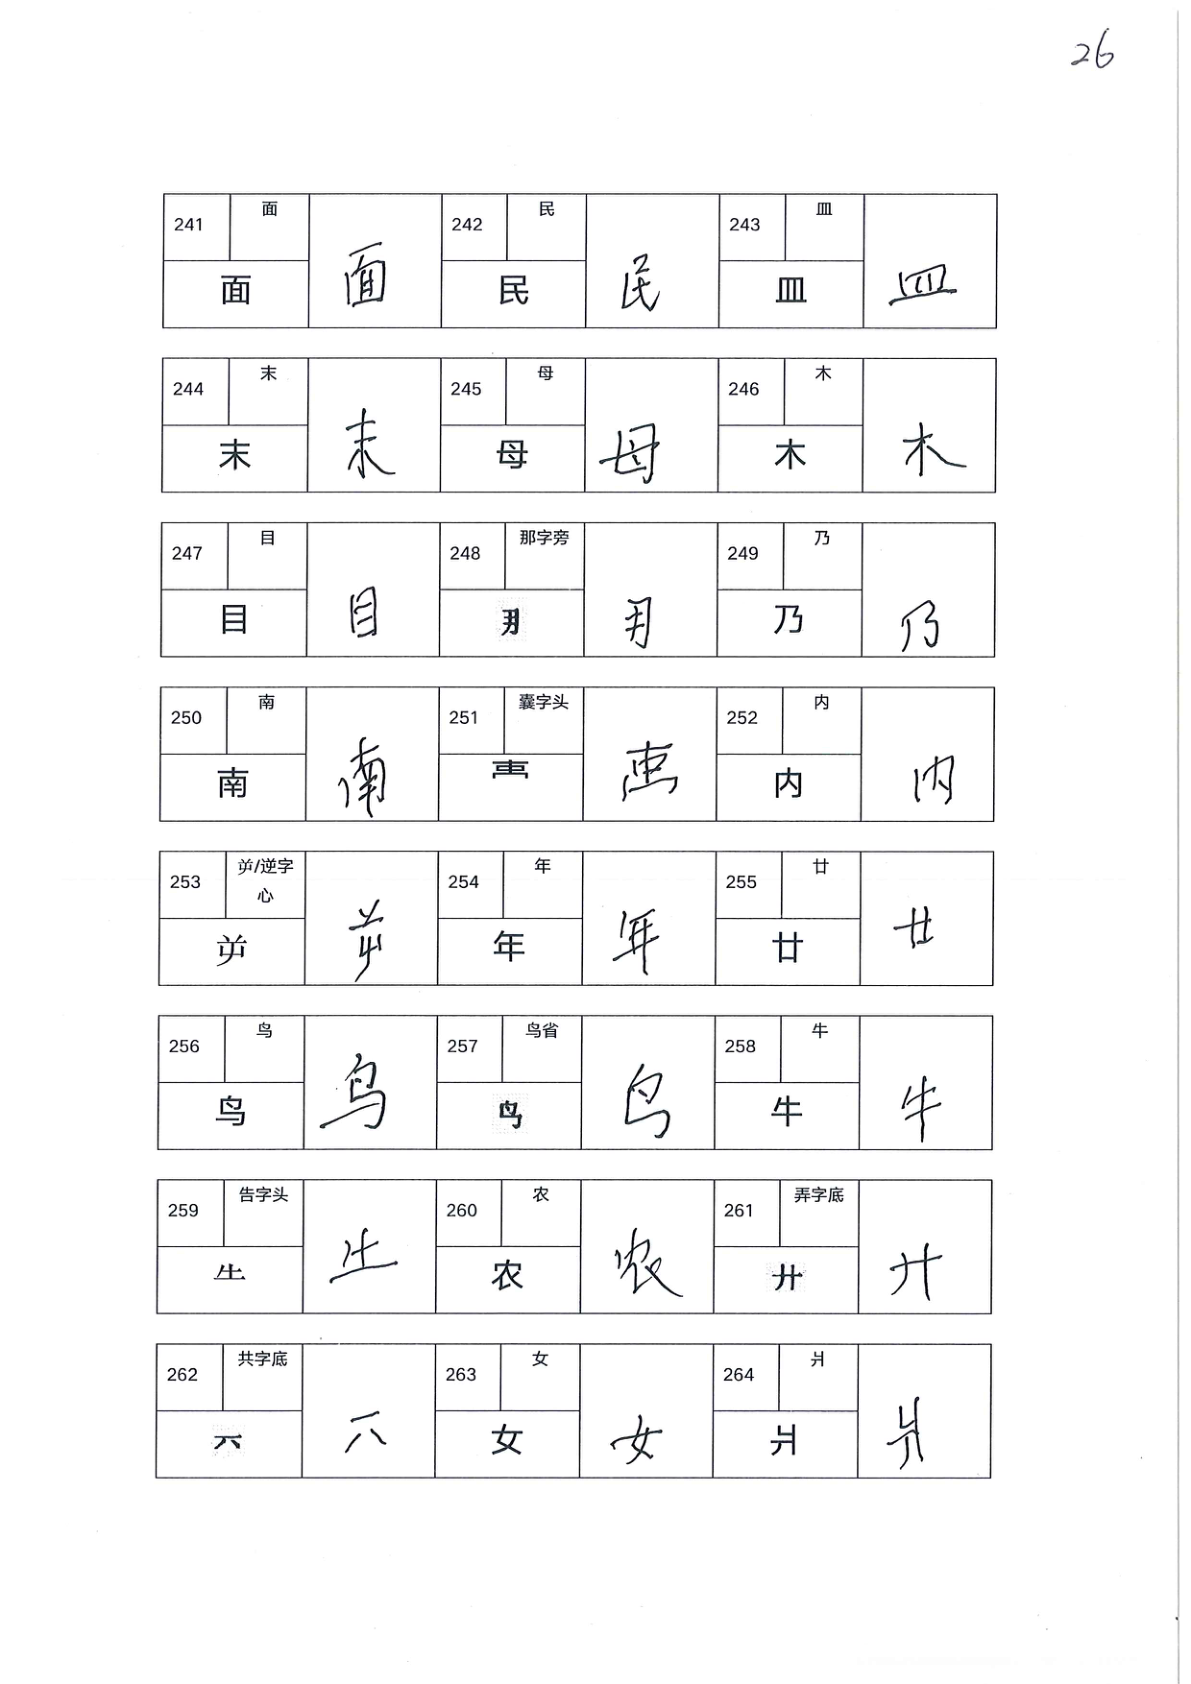 26
241 面 面 242 民 民 243 皿 皿
面 民 皿
244 末 末 245 母 母 246 木 木
末 母 木
247 目 目 248 那字旁 249 乃 乃
目 乃
250 南 南 251 囊字头 252 内 内
南 内
253 屰/逆字 屰 254 年 年 255 廿 廿
心
屰 年 廿
256 鸟 鸟 257 鸟省 258 牛 牛
鸟 牛
259 告字头 260 农 农 261 弄字底 廾
农 廾
262 共字底 263 女 女 264 爿 爿
女 爿